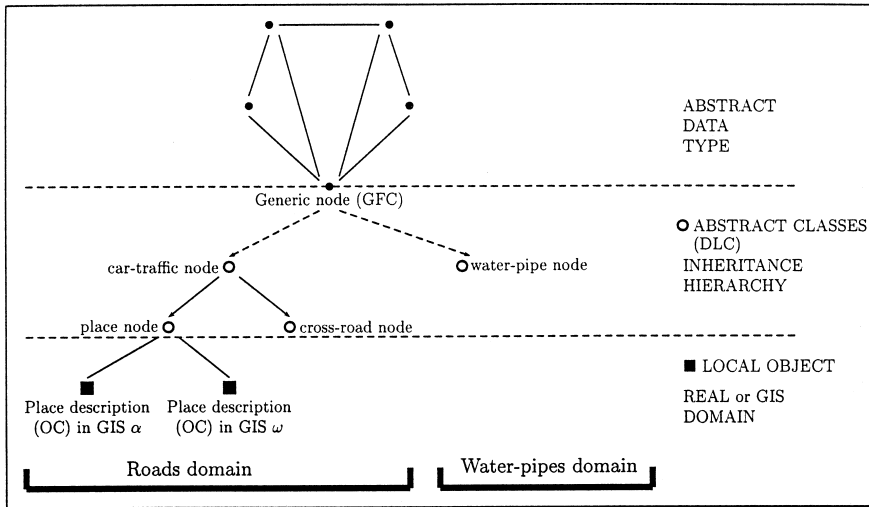 ABSTRACT
DATA
TYPE
Generic node (GFC)
ABSTRACT CLASSES
(DLC)
INHERITANCE
HIERARCHY
car-traffic node
water-pipe node
place node
cross-road node
LOCAL OBJECT
REAL or GIS
DOMAIN
Place description
(OC) in GIS α
Place description
(OC) in GIS ω
Roads domain
Water-pipes domain